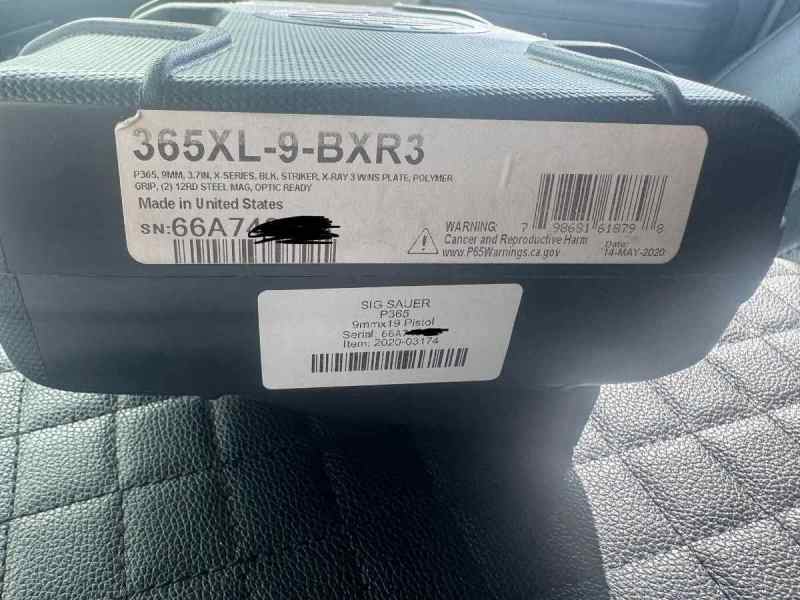 365XL-9-BXR3
P365, 9MM, 3.7IN, X-SERIES, BLK, STRIKER, X-RAY 3 W/NS PLATE, POLYMER
GRIP, (2) 12RD STEEL MAG, OPTIC READY
Made in United States
SN:66A74
WARNING:
Cancer and Reproductive Harm
www.P65Warnings.ca.gov
7 98681 61879 8
Date:
14-MAY-2020
SIG SAUER
P365
9mmx19 Pistol
Serial: 66A7
Item: 2020-03174